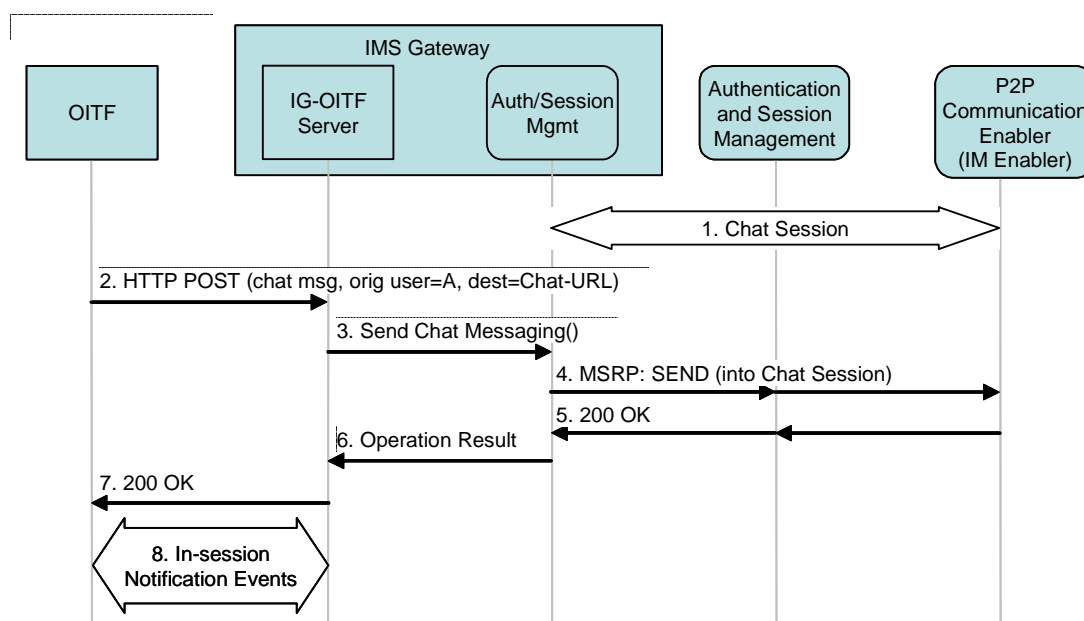 IMS Gateway
OITF
IG-OITF
Server
Auth/Session
Mgmt
Authentication
and Session
Management
P2P
Communication
Enabler
(IM Enabler)
1. Chat Session
2. HTTP POST (chat msg, orig user=A, dest=Chat-URL)
3. Send Chat Messaging()
4. MSRP: SEND (into Chat Session)
5. 200 OK
6. Operation Result
7. 200 OK
8. In-session
Notification Events